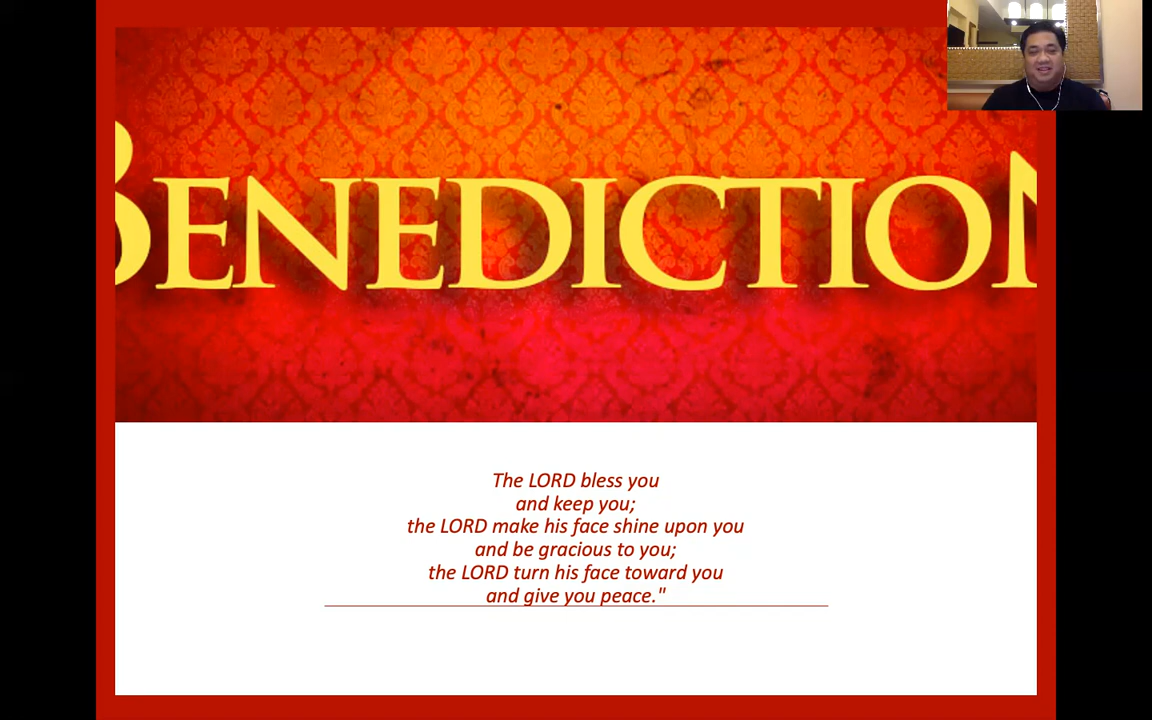 BENEDICTION
The LORD bless you
and keep you;
the LORD make his face shine upon you
and be gracious to you;
the LORD turn his face toward you
and give you peace."